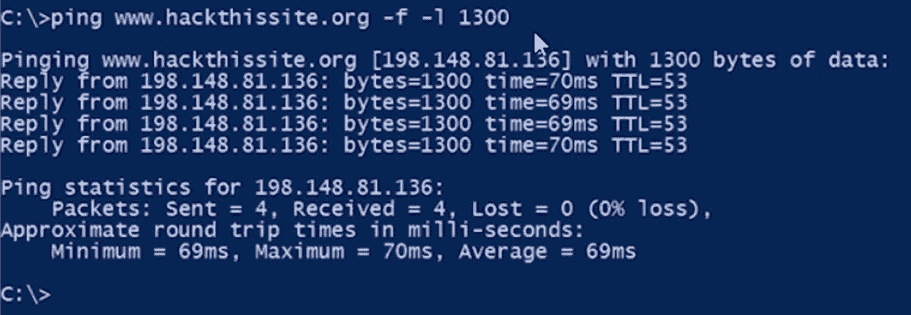 C:\>ping www.hackthissite.org -f -l 1300
Pinging www.hackthissite.org [198.148.81.136] with 1300 bytes of data:
Reply from 198.148.81.136: bytes=1300 time=70ms TTL=53
Reply from 198.148.81.136: bytes=1300 time=69ms TTL=53
Reply from 198.148.81.136: bytes=1300 time=69ms TTL=53
Reply from 198.148.81.136: bytes=1300 time=70ms TTL=53
Ping statistics for 198.148.81.136:
Packets: Sent = 4, Received = 4, Lost = 0 (0% loss),
Approximate round trip times in milli-seconds:
Minimum = 69ms, Maximum = 70ms, Average = 69ms
C:\>